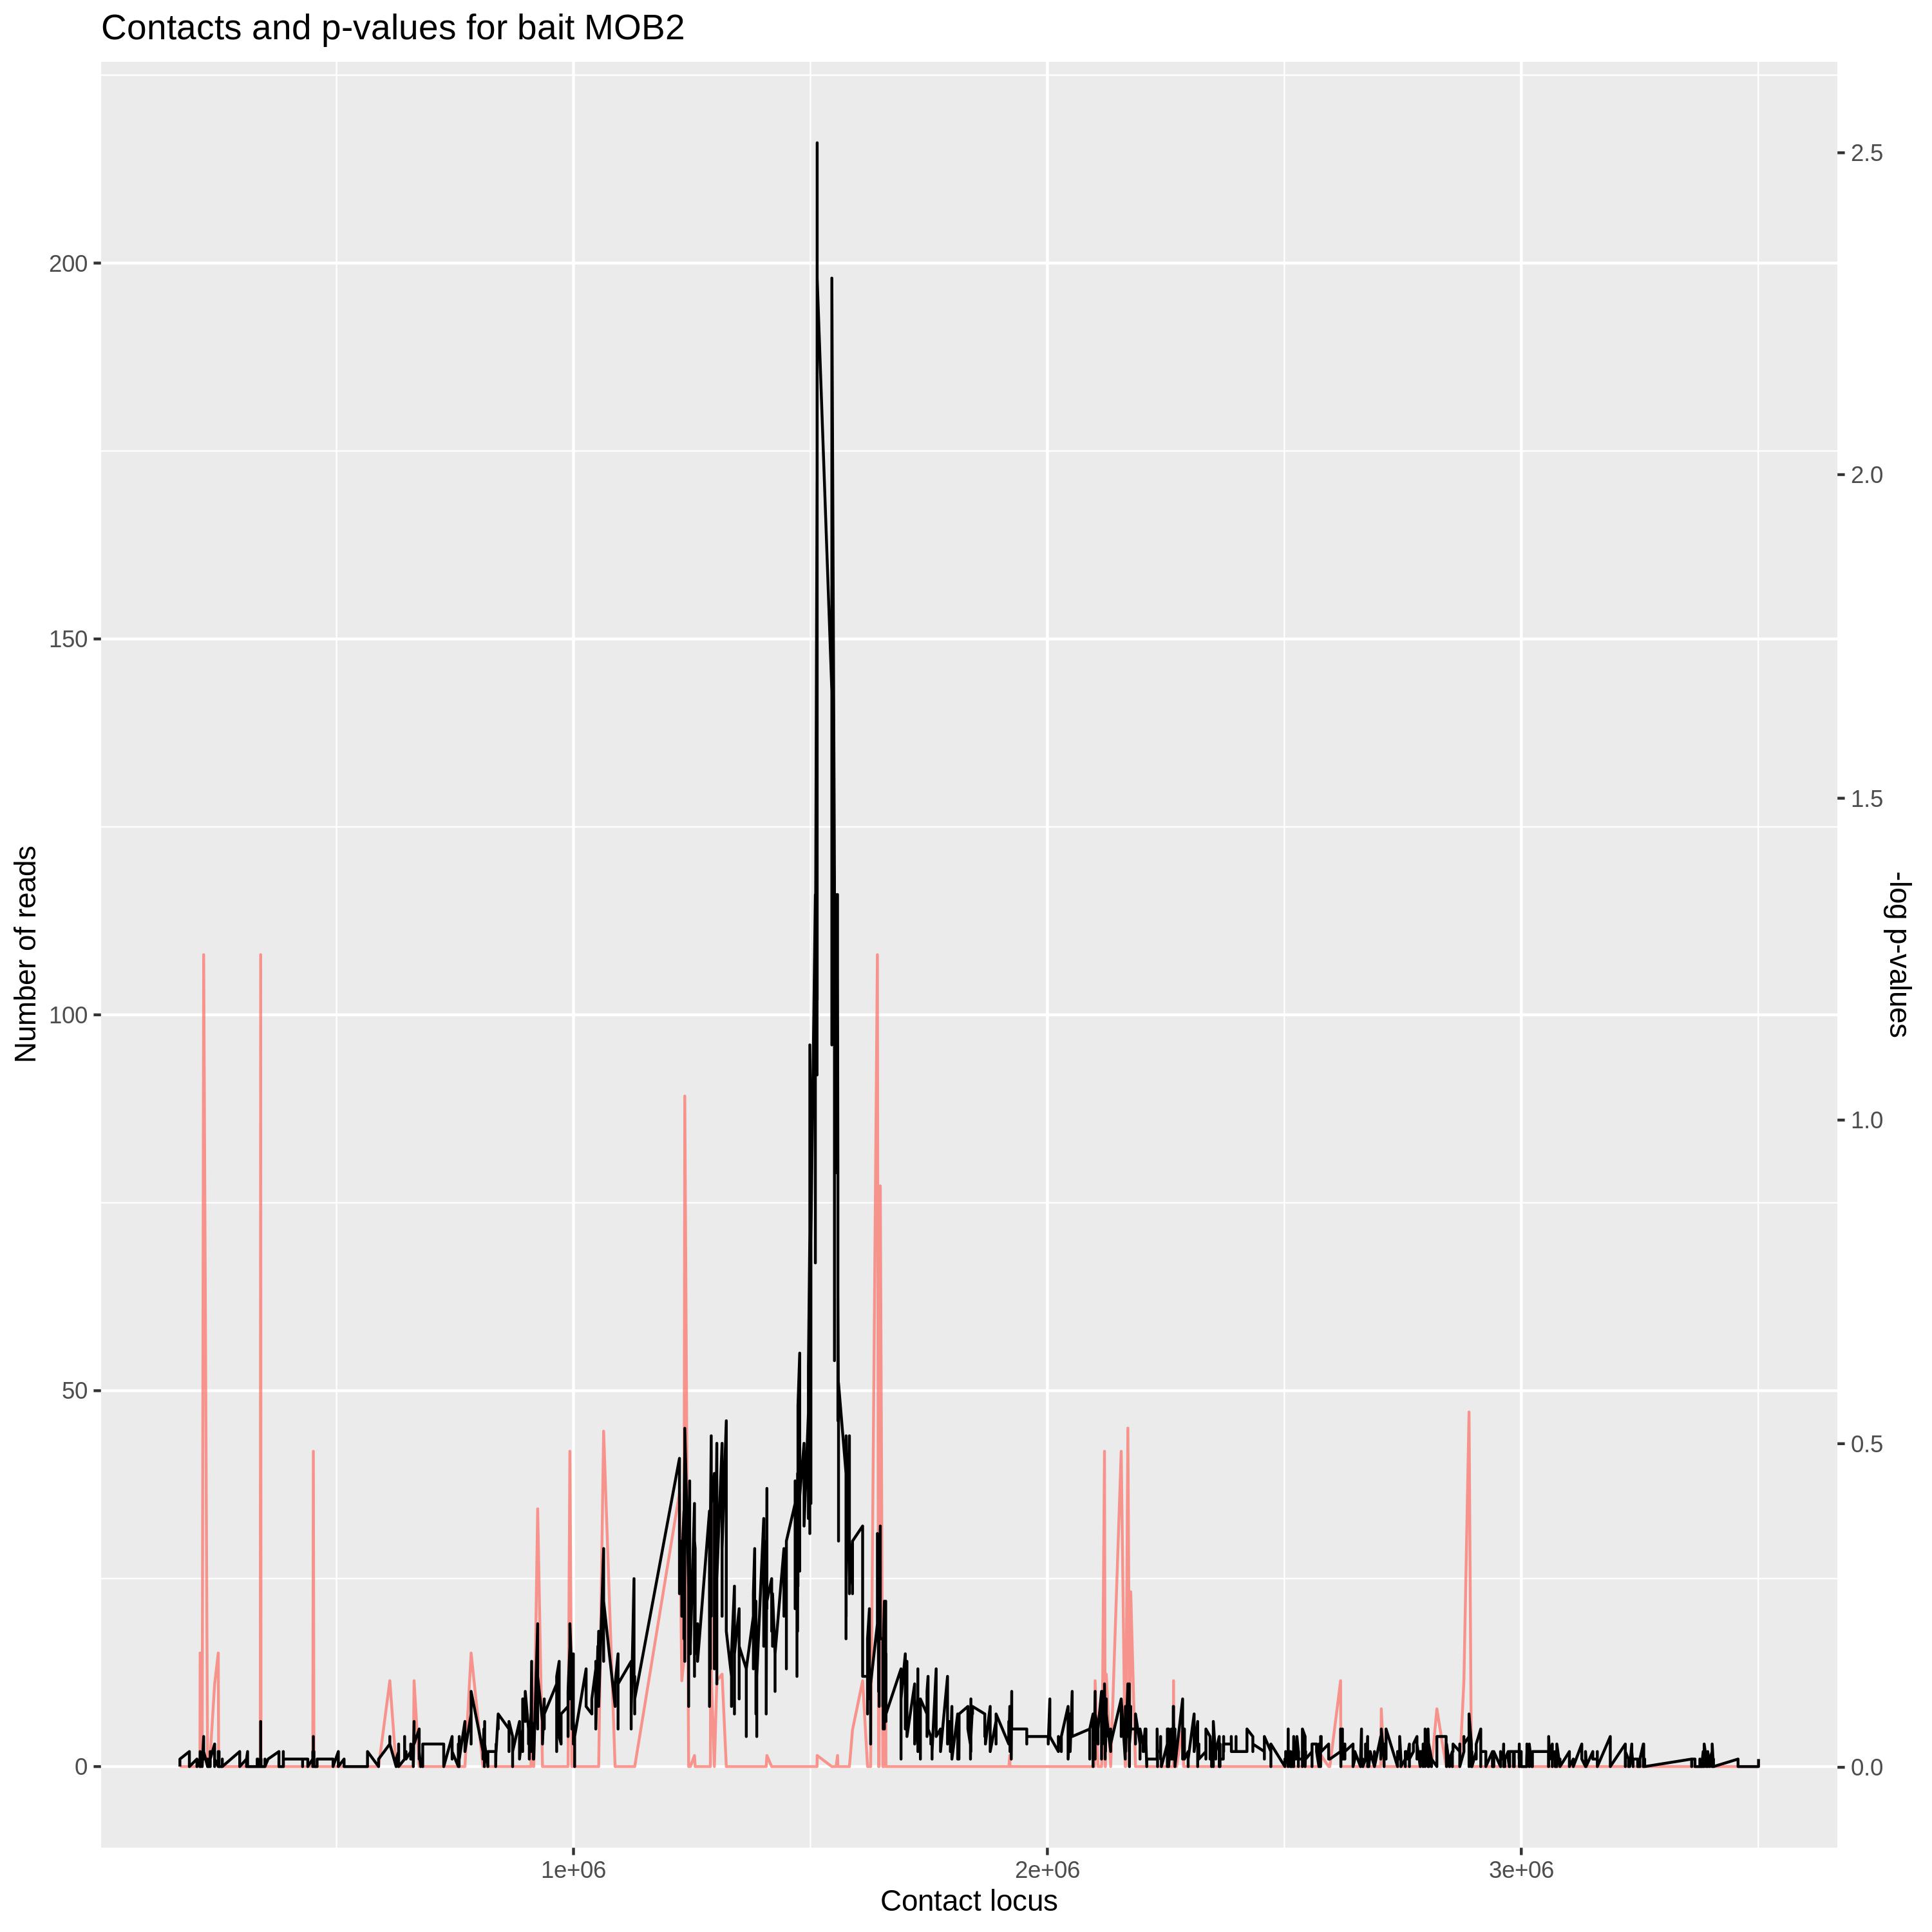 Contacts and p-values for bait MOB2
Number of reads
200
150
100
50
0
2.5
2.0
1.5
1.0
0.5
0.0
-log p-values
1e+06
2e+06
3e+06
Contact locus